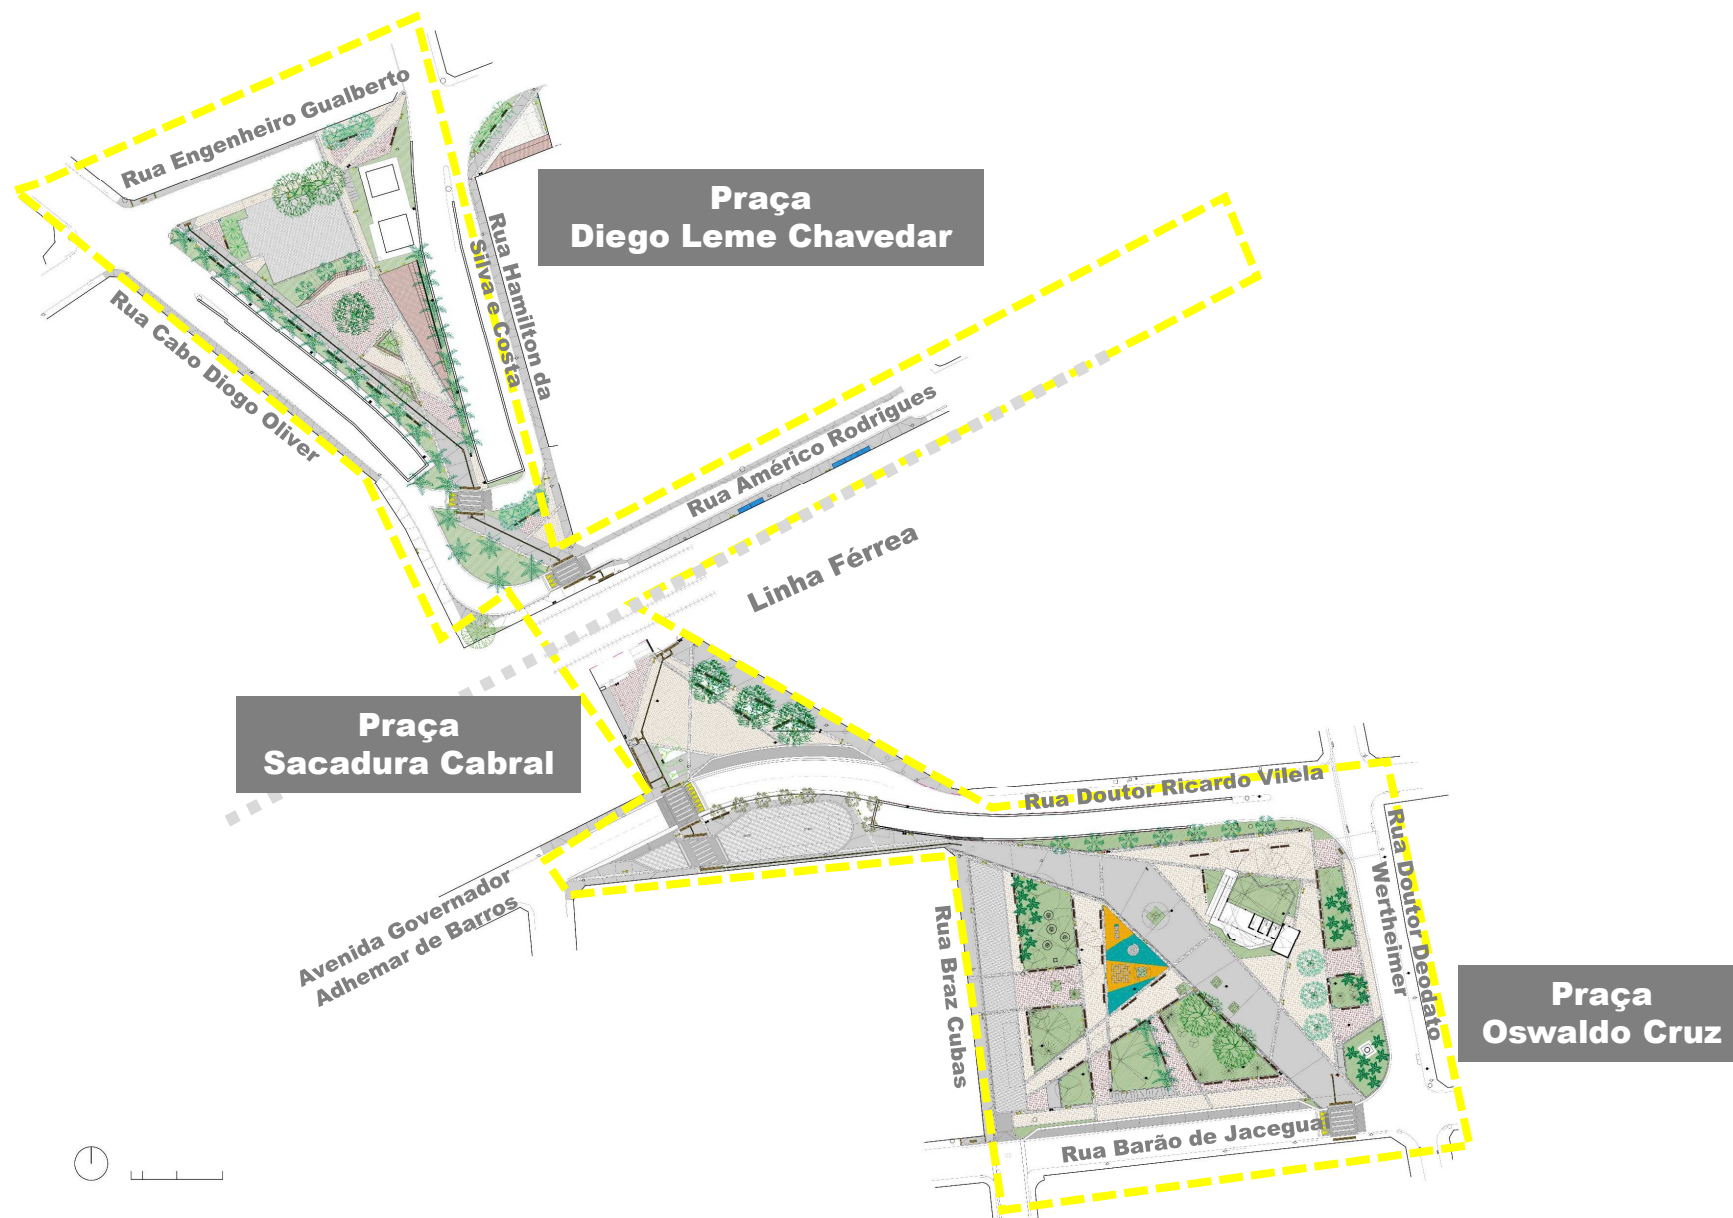 Rua Engenheiro Gualberto
Praça
Diego Leme Chavedar
Rua Hamilton da
Silva e Costa
Rua Cabo Diogo Oliver
Rua Américo Rodrigues
Linha Férrea
Praça
Sacadura Cabral
Rua Doutor Ricardo Vilela
Rua Doutor Deodato
Wertheimer
Avenida Governador
Adhemar de Barros
Rua Braz Cubas
Praça
Oswaldo Cruz
Rua Barão de Jaceguai